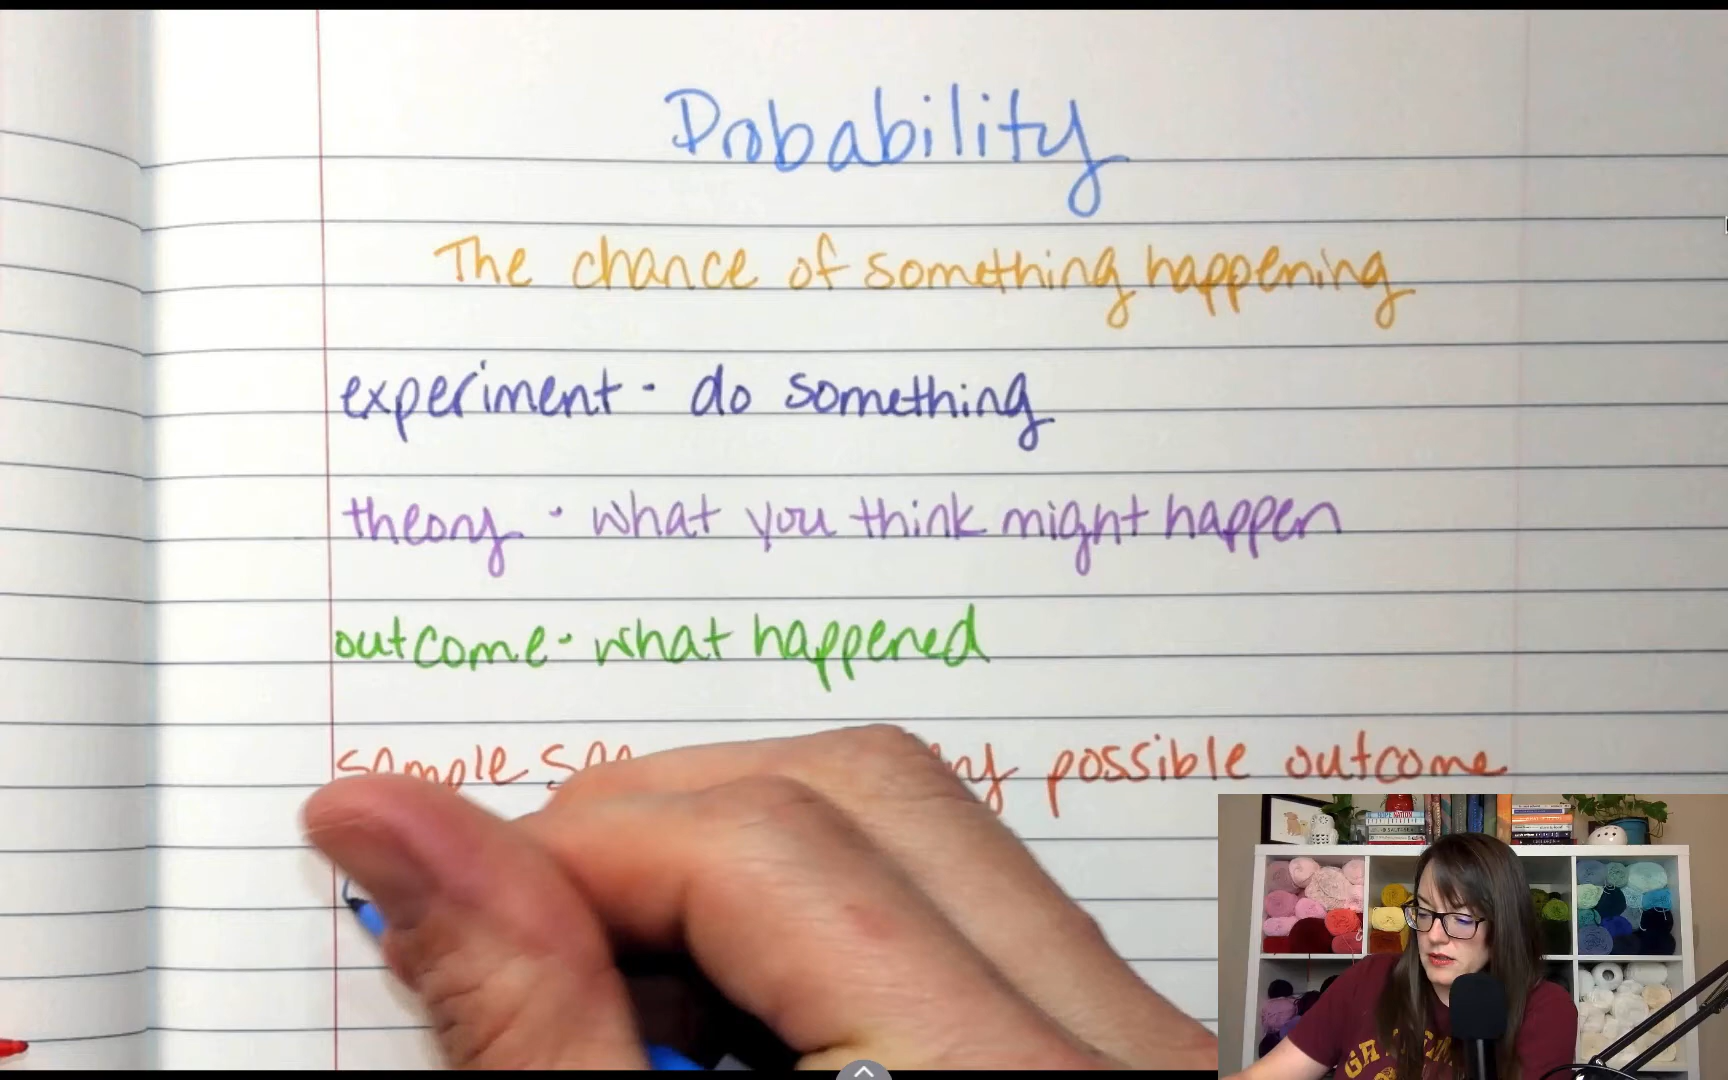 Probability
The chance of something happening
experiment - do something
theory - what you think might happen
outcome - what happened
sample possible outcome